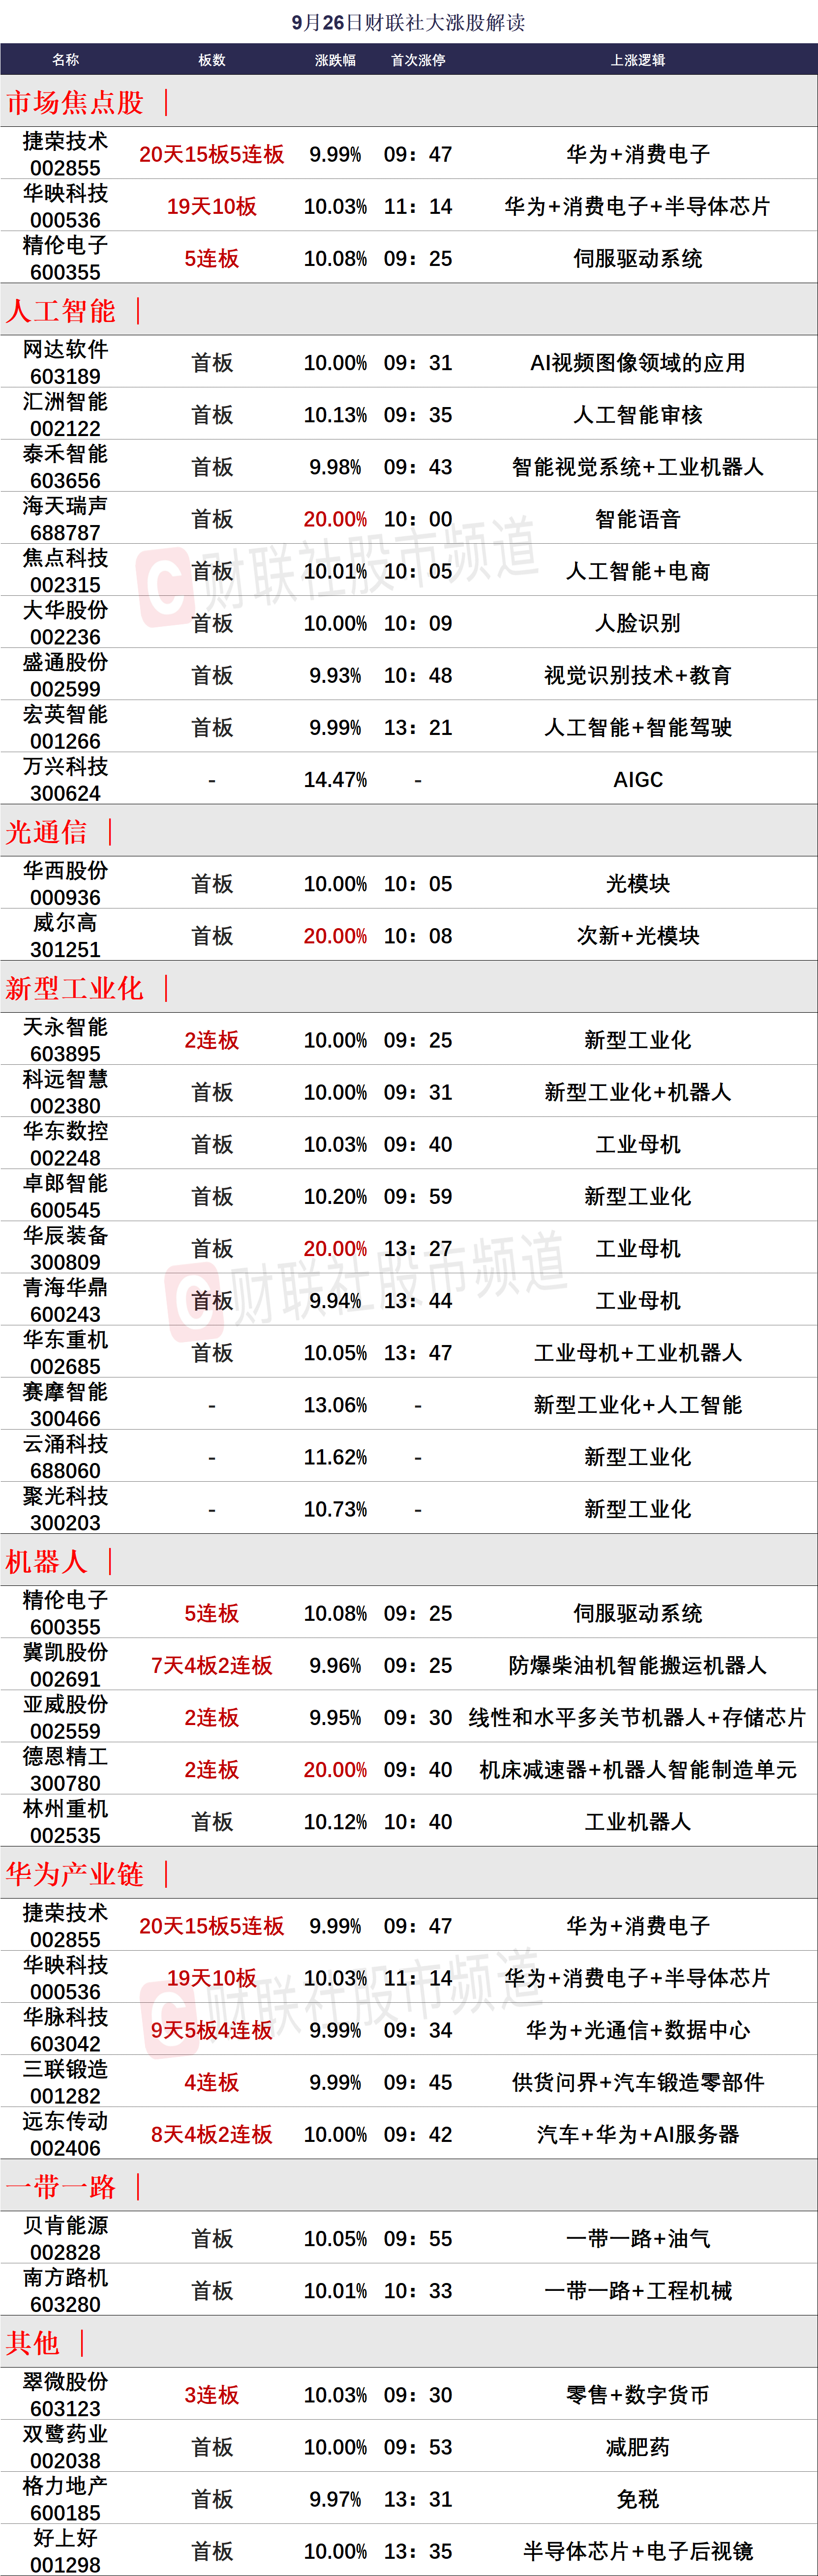 9月26日财联社大涨股解读
名称 板数 涨跌幅 首次涨停 上涨逻辑
市场焦点股 ｜
捷荣技术
002855 20天15板5连板 9.99% 09：47 华为+消费电子
华映科技
000536 19天10板 10.03% 11：14 华为+消费电子+半导体芯片
精伦电子
600355 5连板 10.08% 09：25 伺服驱动系统
人工智能 ｜
网达软件
603189 首板 10.00% 09：31 AI视频图像领域的应用
汇洲智能
002122 首板 10.13% 09：35 人工智能审核
泰禾智能
603656 首板 9.98% 09：43 智能视觉系统+工业机器人
海天瑞声
688787 首板 20.00% 10：00 智能语音
焦点科技
002315 首板 10.01% 10：05 人工智能+电商
大华股份
002236 首板 10.00% 10：09 人脸识别
盛通股份
002599 首板 9.93% 10：48 视觉识别技术+教育
宏英智能
001266 首板 9.99% 13：21 人工智能+智能驾驶
万兴科技
300624 - 14.47% - AIGC
光通信 ｜
华西股份
000936 首板 10.00% 10：05 光模块
威尔高
301251 首板 20.00% 10：08 次新+光模块
新型工业化 ｜
天永智能
603895 2连板 10.00% 09：25 新型工业化
科远智慧
002380 首板 10.00% 09：31 新型工业化+机器人
华东数控
002248 首板 10.03% 09：40 工业母机
卓郎智能
600545 首板 10.20% 09：59 新型工业化
华辰装备
300809 首板 20.00% 13：27 工业母机
青海华鼎
600243 首板 9.94% 13：44 工业母机
华东重机
002685 首板 10.05% 13：47 工业母机+工业机器人
赛摩智能
300466 - 13.06% - 新型工业化+人工智能
云涌科技
688060 - 11.62% - 新型工业化
聚光科技
300203 - 10.73% - 新型工业化
机器人 ｜
精伦电子
600355 5连板 10.08% 09：25 伺服驱动系统
冀凯股份
002691 7天4板2连板 9.96% 09：25 防爆柴油机智能搬运机器人
亚威股份
002559 2连板 9.95% 09：30 线性和水平多关节机器人+存储芯片
德恩精工
300780 2连板 20.00% 09：40 机床减速器+机器人智能制造单元
林州重机
002535 首板 10.12% 10：40 工业机器人
华为产业链 ｜
捷荣技术
002855 20天15板5连板 9.99% 09：47 华为+消费电子
华映科技
000536 19天10板 10.03% 11：14 华为+消费电子+半导体芯片
华脉科技
603042 9天5板4连板 9.99% 09：34 华为+光通信+数据中心
三联锻造
001282 4连板 9.99% 09：45 供货问界+汽车锻造零部件
远东传动
002406 8天4板2连板 10.00% 09：42 汽车+华为+AI服务器
一带一路 ｜
贝肯能源
002828 首板 10.05% 09：55 一带一路+油气
南方路机
603280 首板 10.01% 10：33 一带一路+工程机械
其他 ｜
翠微股份
603123 3连板 10.03% 09：30 零售+数字货币
双鹭药业
002038 首板 10.00% 09：53 减肥药
格力地产
600185 首板 9.97% 13：31 免税
好上好
001298 首板 10.00% 13：35 半导体芯片+电子后视镜
C 财联社股市频道
C 财联社股市频道
C 财联社股市频道